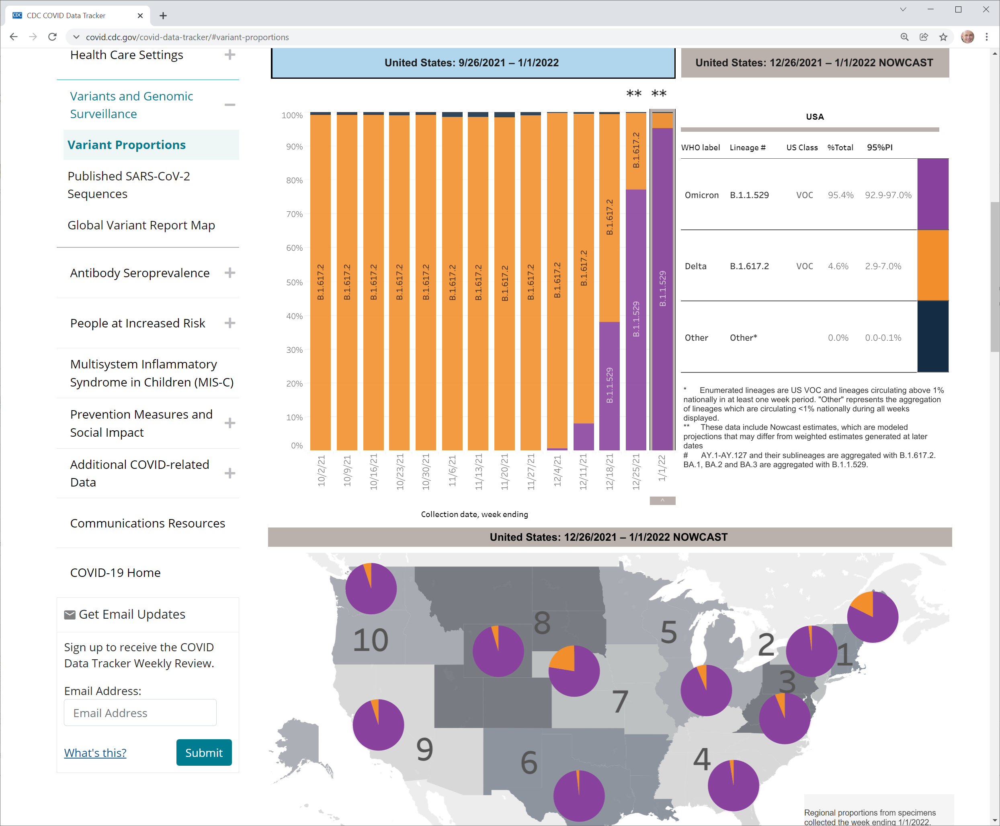 CDC COVID Data Tracker
covid.cdc.gov/covid-data-tracker/#variant-proportions
Health Care Settings
Variants and Genomic
Surveillance
Variant Proportions
Published SARS-CoV-2
Sequences
Global Variant Report Map
Antibody Seroprevalence
People at Increased Risk
Multisystem Inflammatory
Syndrome in Children (MIS-C)
Prevention Measures and
Social Impact
Additional COVID-related
Data
Communications Resources
COVID-19 Home
Get Email Updates
Sign up to receive the COVID
Data Tracker Weekly Review.
Email Address:
Email Address
What's this?
Submit
United States: 9/26/2021 – 1/1/2022
** **
100%
90%
80%
70%
60%
50%
40%
30%
20%
10%
0%
B.1.617.2
B.1.617.2
B.1.617.2
B.1.617.2
B.1.617.2
B.1.617.2
B.1.617.2
B.1.617.2
B.1.617.2
B.1.617.2
B.1.617.2
B.1.617.2
B.1.1.529
B.1.617.2
B.1.1.529
B.1.1.529
10/2/21
10/9/21
10/16/21
10/23/21
10/30/21
11/6/21
11/13/21
11/20/21
11/27/21
12/4/21
12/11/21
12/18/21
12/25/21
1/1/22
^
Collection date, week ending
United States: 12/26/2021 – 1/1/2022 NOWCAST
USA
WHO label Lineage # US Class %Total 95%PI
Omicron B.1.1.529 VOC 95.4% 92.9-97.0%
Delta B.1.617.2 VOC 4.6% 2.9-7.0%
Other Other* 0.0% 0.0-0.1%
* Enumerated lineages are US VOC and lineages circulating above 1%
nationally in at least one week period. "Other" represents the aggregation
of lineages which are circulating <1% nationally during all weeks
displayed.
** These data include Nowcast estimates, which are modeled
projections that may differ from weighted estimates generated at later
dates
# AY.1-AY.127 and their sublineages are aggregated with B.1.617.2.
BA.1, BA.2 and BA.3 are aggregated with B.1.1.529.
United States: 12/26/2021 – 1/1/2022 NOWCAST
10
8
5
2
1
3
7
9
6
4
Regional proportions from specimens
collected the week ending 1/1/2022.